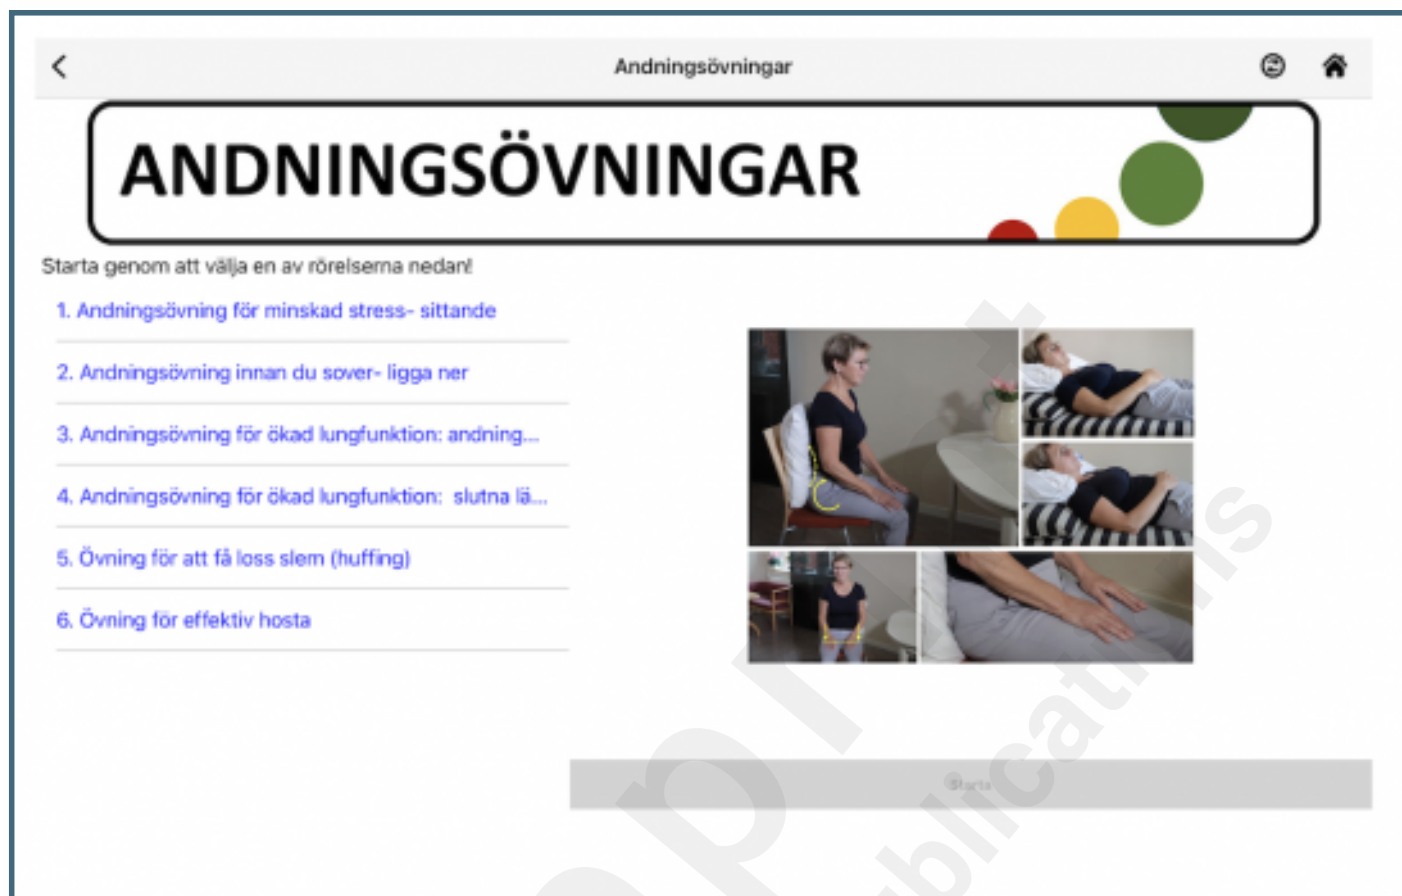 Andningsövningar
ANDNINGSÖVNINGAR
Starta genom att välja en av rörelserna nedan!
1. Andningsövning för minskad stress- sittande
2. Andningsövning innan du sover- ligga ner
3. Andningsövning för ökad lungfunktion: andning...
4. Andningsövning för ökad lungfunktion: slutna lä...
5. Övning för att få loss slem (huffing)
6. Övning för effektiv hosta
Starta